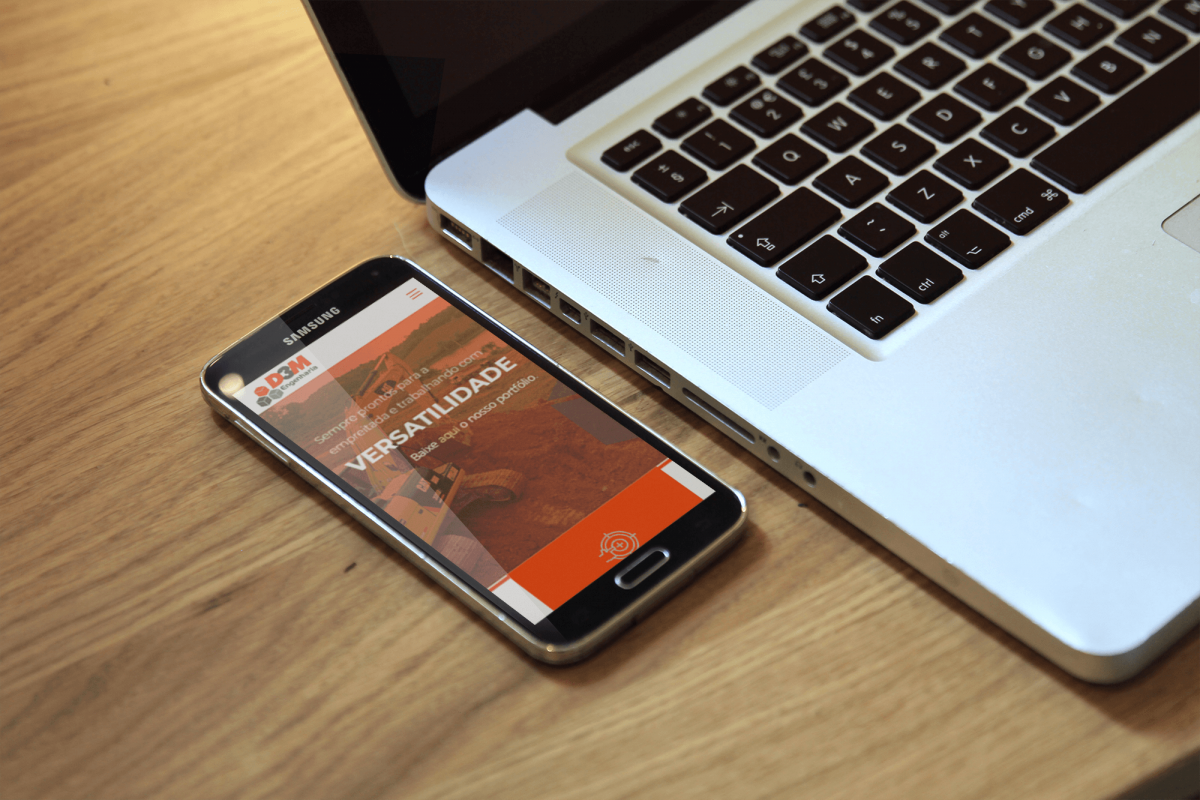 SAMSUNG
D3M
Engenharia
Sempre prontos para a
empreitada e trabalhando com
VERSATILIDADE
Baixe aqui o nosso portfólio.
esc
1 2 3 4 5
Q W E R T
A S D F G H
Z X C V B N
fn ctrl alt cmd ⌘